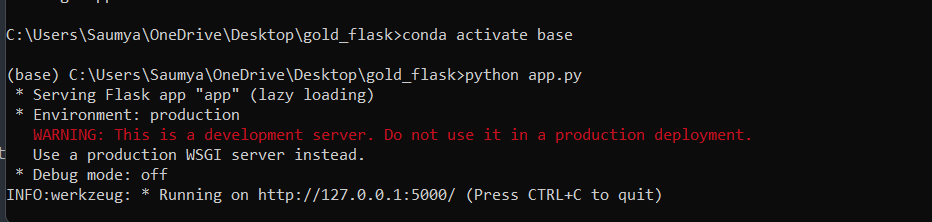 C:\Users\Saumya\OneDrive\Desktop\gold_flask>conda activate base
(base) C:\Users\Saumya\OneDrive\Desktop\gold_flask>python app.py
* Serving Flask app "app" (lazy loading)
* Environment: production
WARNING: This is a development server. Do not use it in a production deployment.
Use a production WSGI server instead.
* Debug mode: off
INFO:werkzeug: * Running on http://127.0.0.1:5000/ (Press CTRL+C to quit)